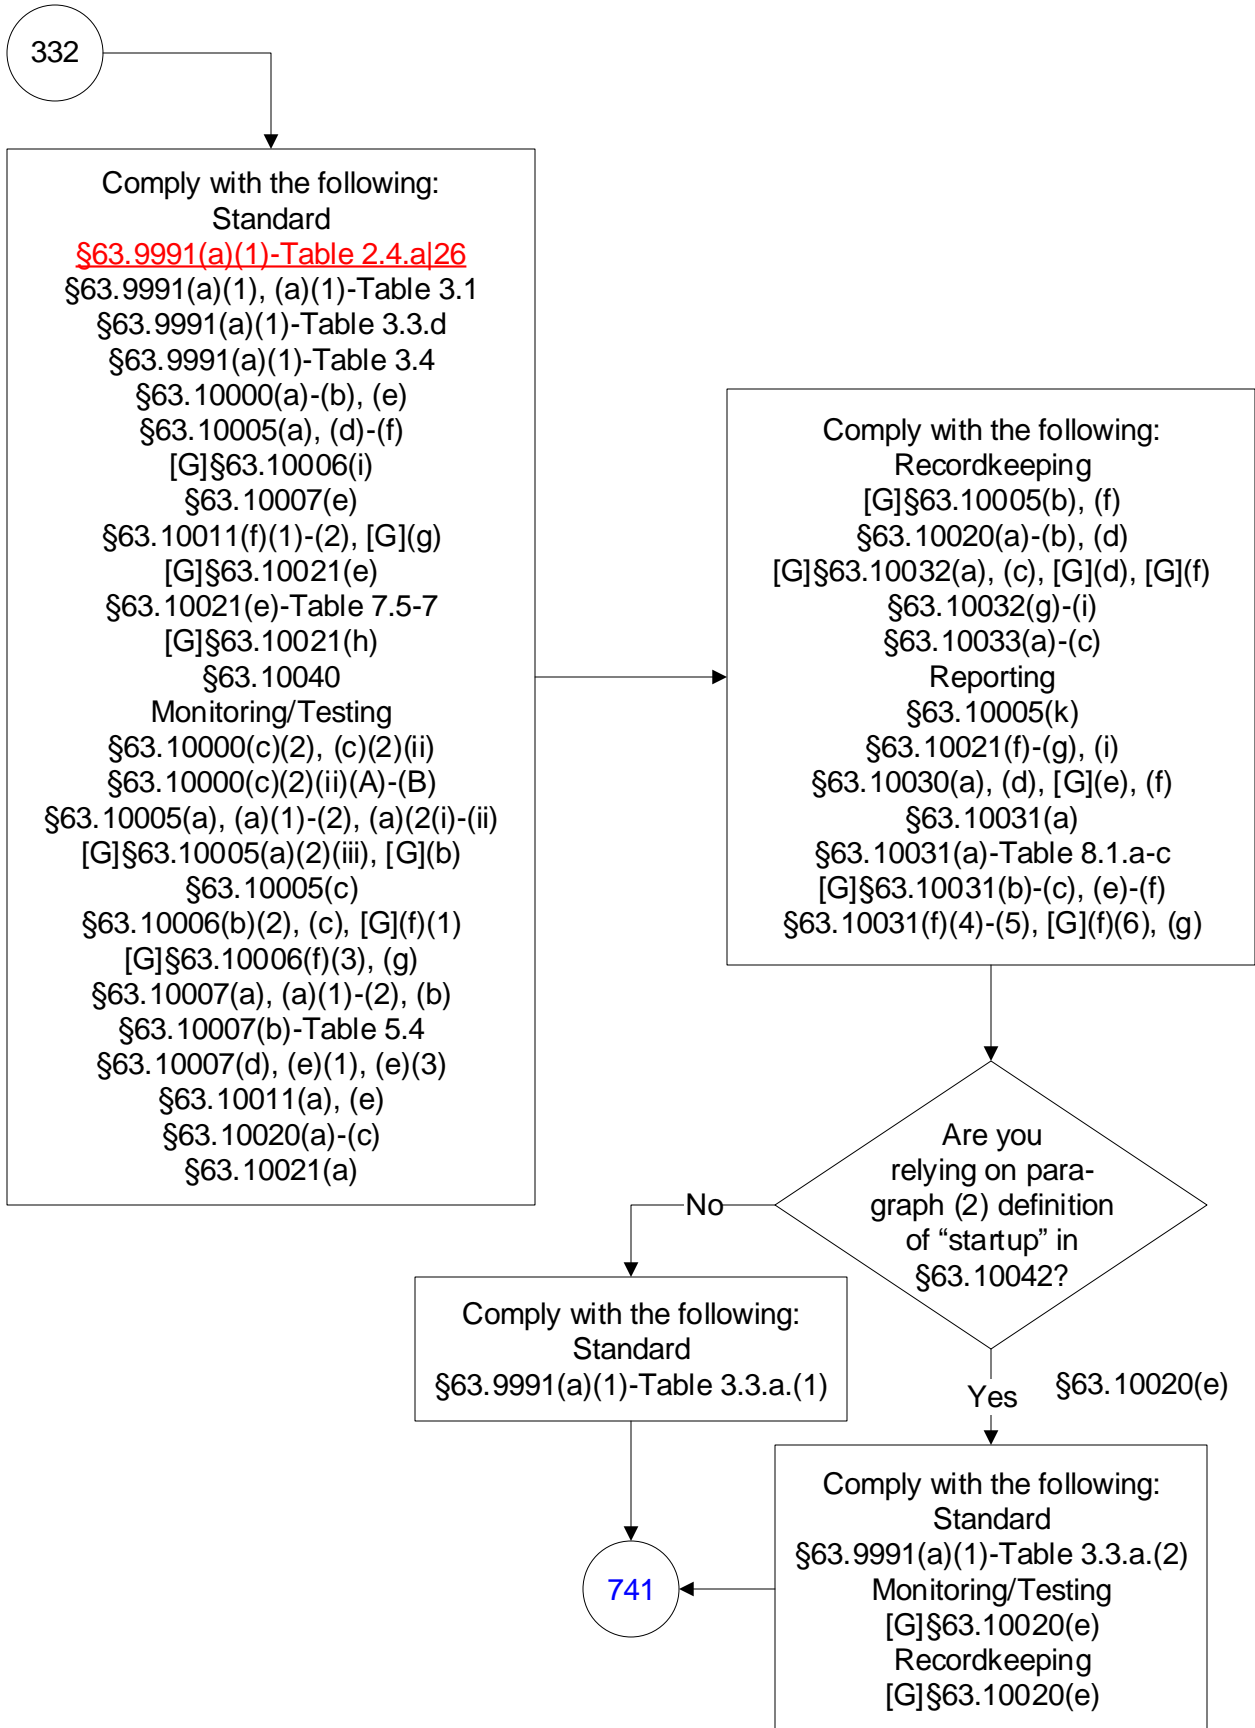 332
Comply with the following:
Standard
§63.9991(a)(1)-Table 2.4.a|26
§63.9991(a)(1), (a)(1)-Table 3.1
§63.9991(a)(1)-Table 3.3.d
§63.9991(a)(1)-Table 3.4
§63.10000(a)-(b), (e)
§63.10005(a), (d)-(f)
[G]§63.10006(i)
§63.10007(e)
§63.10011(f)(1)-(2), [G](g)
[G]§63.10021(e)
§63.10021(e)-Table 7.5-7
[G]§63.10021(h)
§63.10040
Monitoring/Testing
§63.10000(c)(2), (c)(2)(ii)
§63.10000(c)(2)(ii)(A)-(B)
§63.10005(a), (a)(1)-(2), (a)(2(i)-(ii)
[G]§63.10005(a)(2)(iii), [G](b)
§63.10005(c)
§63.10006(b)(2), (c), [G](f)(1)
[G]§63.10006(f)(3), (g)
§63.10007(a), (a)(1)-(2), (b)
§63.10007(b)-Table 5.4
§63.10007(d), (e)(1), (e)(3)
§63.10011(a), (e)
§63.10020(a)-(c)
§63.10021(a)
Comply with the following:
Recordkeeping
[G]§63.10005(b), (f)
§63.10020(a)-(b), (d)
[G]§63.10032(a), (c), [G](d), [G](f)
§63.10032(g)-(i)
§63.10033(a)-(c)
Reporting
§63.10005(k)
§63.10021(f)-(g), (i)
§63.10030(a), (d), [G](e), (f)
§63.10031(a)
§63.10031(a)-Table 8.1.a-c
[G]§63.10031(b)-(c), (e)-(f)
§63.10031(f)(4)-(5), [G](f)(6), (g)
Are you
relying on para-
graph (2) definition
of “startup” in
§63.10042?
No
Comply with the following:
Standard
§63.9991(a)(1)-Table 3.3.a.(1)
Yes
§63.10020(e)
Comply with the following:
Standard
§63.9991(a)(1)-Table 3.3.a.(2)
Monitoring/Testing
[G]§63.10020(e)
Recordkeeping
[G]§63.10020(e)
741